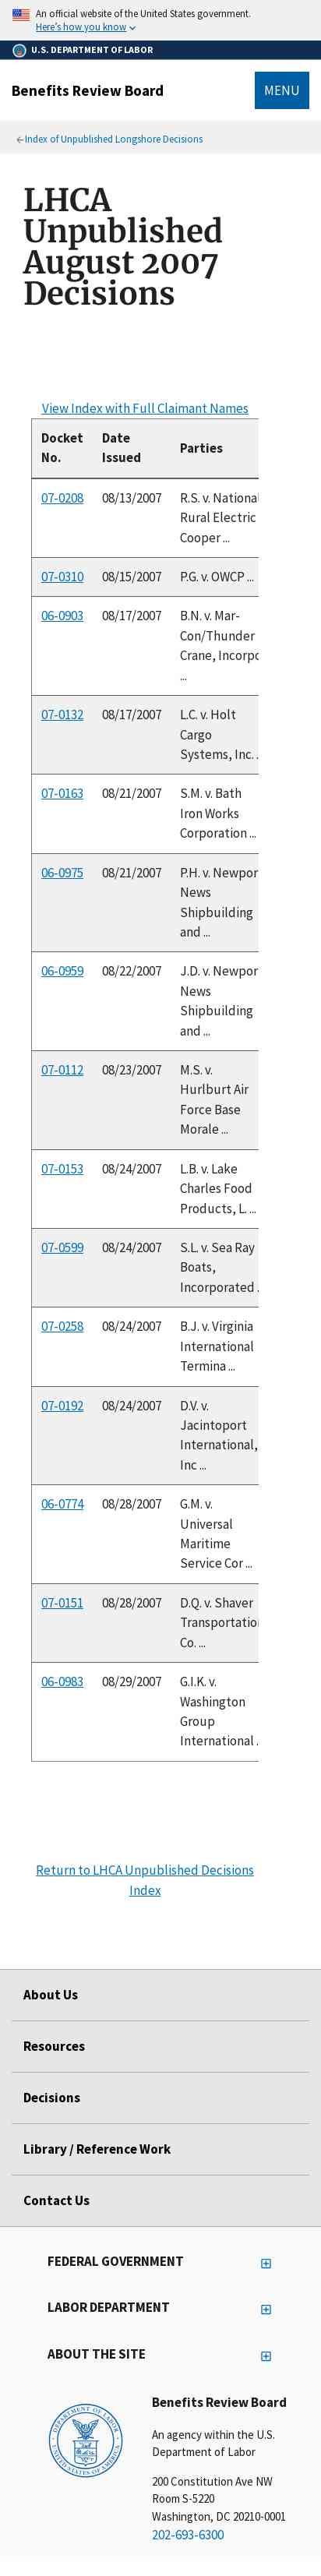 An official website of the United States government.
Here's how you know
U.S. DEPARTMENT OF LABOR
Benefits Review Board
MENU
Index of Unpublished Longshore Decisions
LHCA
Unpublished
August 2007
Decisions
View Index with Full Claimant Names
Docket No. Date Issued Parties
07-0208 08/13/2007 R.S. v. National
Rural Electric
Cooper ...
07-0310 08/15/2007 P.G. v. OWCP ...
06-0903 08/17/2007 B.N. v. Mar-
Con/Thunder
Crane, Incorpo
...
07-0132 08/17/2007 L.C. v. Holt
Cargo
Systems, Inc. .
07-0163 08/21/2007 S.M. v. Bath
Iron Works
Corporation ...
06-0975 08/21/2007 P.H. v. Newpor
News
Shipbuilding
and ...
06-0959 08/22/2007 J.D. v. Newpor
News
Shipbuilding
and ...
07-0112 08/23/2007 M.S. v.
Hurlburt Air
Force Base
Morale ...
07-0153 08/24/2007 L.B. v. Lake
Charles Food
Products, L. ...
07-0599 08/24/2007 S.L. v. Sea Ray
Boats,
Incorporated .
07-0258 08/24/2007 B.J. v. Virginia
International
Termina ...
07-0192 08/24/2007 D.V. v.
Jacintoport
International,
Inc ...
06-0774 08/28/2007 G.M. v.
Universal
Maritime
Service Cor ...
07-0151 08/28/2007 D.Q. v. Shaver
Transportation
Co. ...
06-0983 08/29/2007 G.I.K. v.
Washington
Group
International .
Return to LHCA Unpublished Decisions
Index
About Us
Resources
Decisions
Library / Reference Work
Contact Us
FEDERAL GOVERNMENT
LABOR DEPARTMENT
ABOUT THE SITE
DEPARTMENT OF LABOR
UNITED STATES OF AMERICA
Benefits Review Board
An agency within the U.S.
Department of Labor
200 Constitution Ave NW
Room S-5220
Washington, DC 20210-0001
202-693-6300